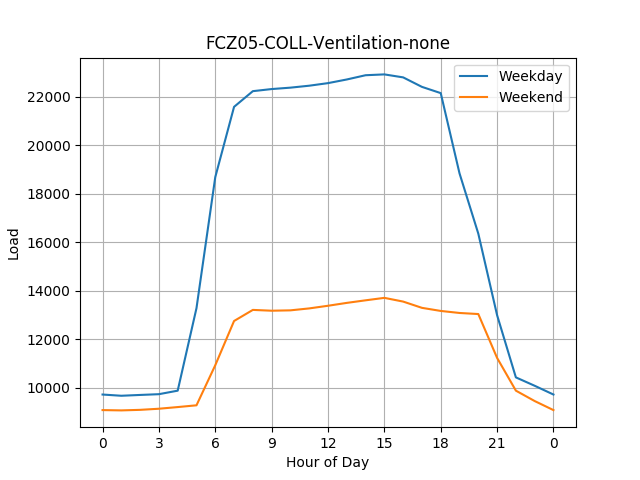 FCZ05-COLL-Ventilation-none
Weekday
Weekend
22000
20000
18000
16000
14000
12000
10000
Load
0 3 6 9 12 15 18 21 0
Hour of Day